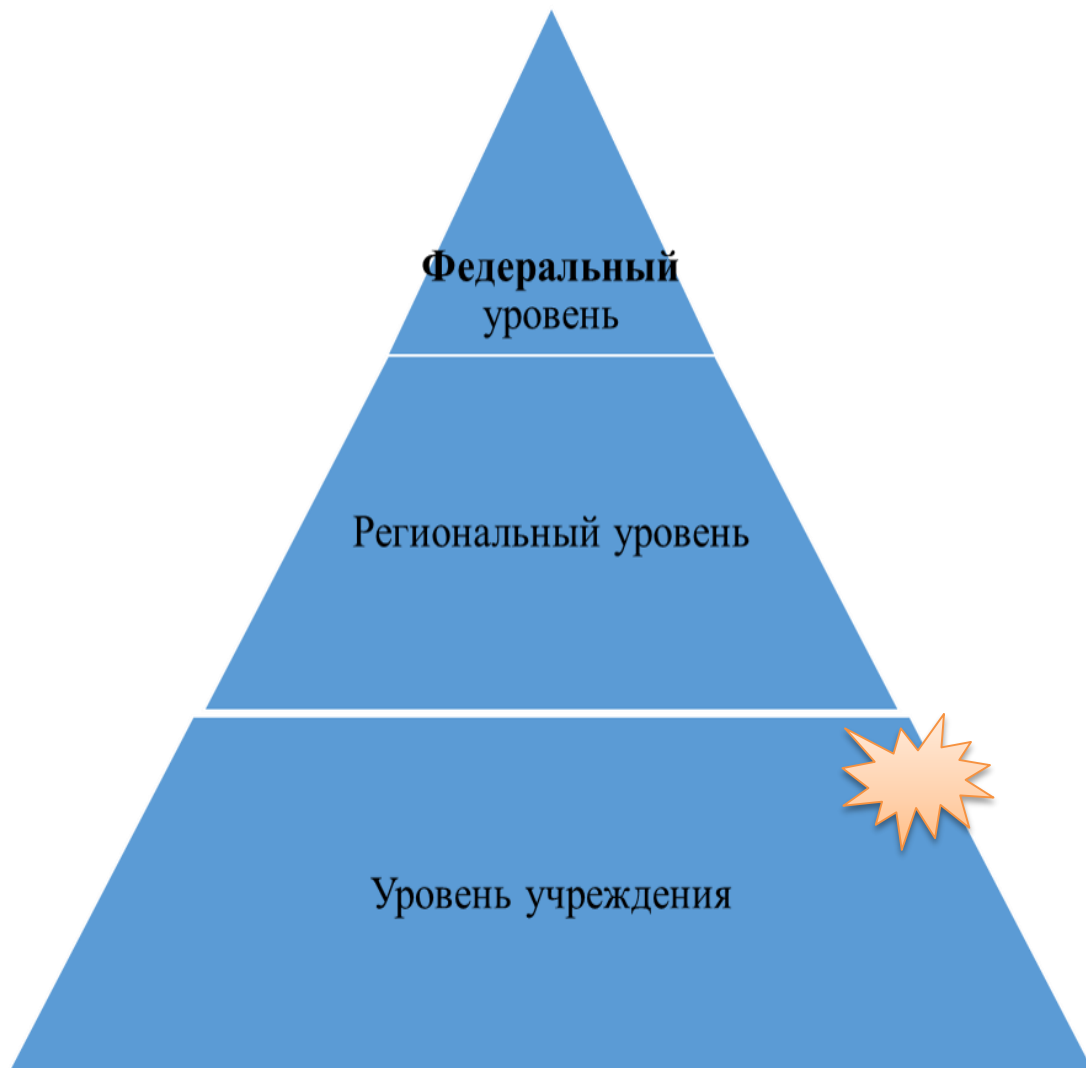 Федеральный
уровень
Региональный уровень
Уровень учреждения